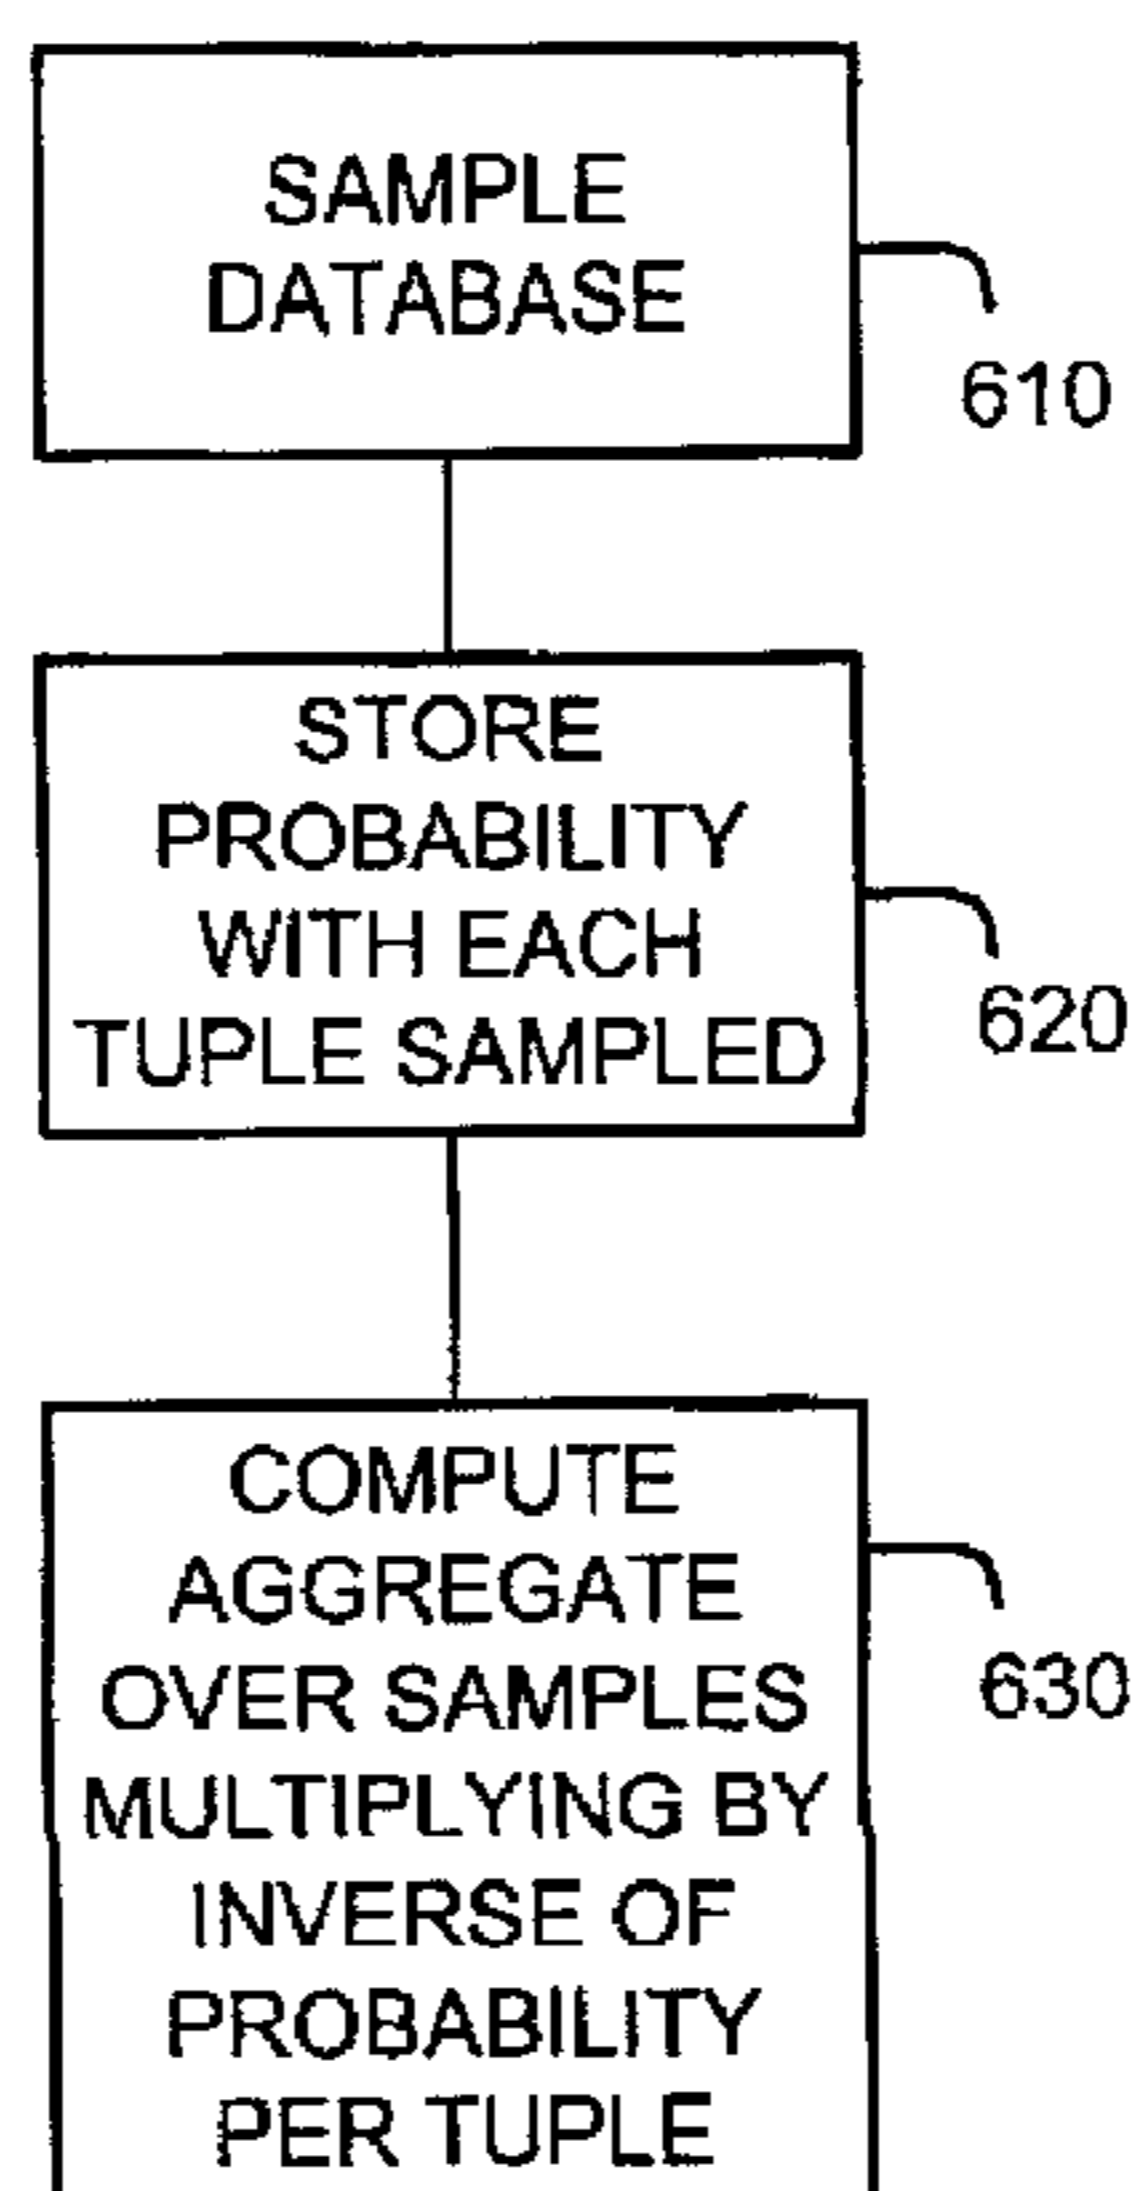 SAMPLE
DATABASE
610
STORE
PROBABILITY
WITH EACH
TUPLE SAMPLED
620
COMPUTE
AGGREGATE
OVER SAMPLES
MULTIPLYING BY
INVERSE OF
PROBABILITY
PER TUPLE
630